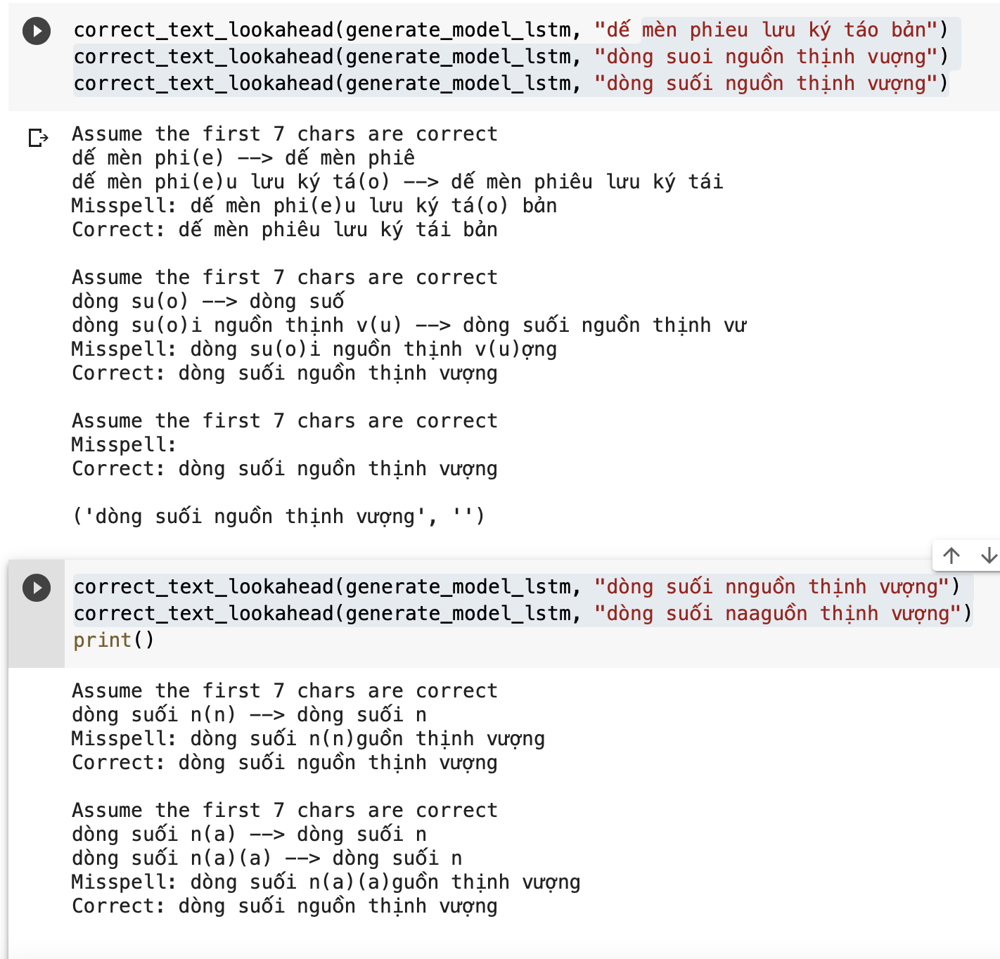 correct_text_lookahead(generate_model_lstm, "dế mèn phieu lưu ký táo bản")
correct_text_lookahead(generate_model_lstm, "dòng suoi nguồn thịnh vuợng")
correct_text_lookahead(generate_model_lstm, "dòng suối nguồn thịnh vượng")
Assume the first 7 chars are correct
dế mèn phi(e) --> dế mèn phiê
dế mèn phi(e)u lưu ký tá(o) --> dế mèn phiêu lưu ký tái
Misspell: dế mèn phi(e)u lưu ký tá(o) bản
Correct: dế mèn phiêu lưu ký tái bản
Assume the first 7 chars are correct
dòng su(o) --> dòng suố
dòng su(o)i nguồn thịnh v(u) --> dòng suối nguồn thịnh vư
Misspell: dòng su(o)i nguồn thịnh v(u)ợng
Correct: dòng suối nguồn thịnh vượng
Assume the first 7 chars are correct
Misspell:
Correct: dòng suối nguồn thịnh vượng
('dòng suối nguồn thịnh vượng', '')
correct_text_lookahead(generate_model_lstm, "dòng suối nnguồn thịnh vượng")
correct_text_lookahead(generate_model_lstm, "dòng suối naaguồn thịnh vượng")
print()
Assume the first 7 chars are correct
dòng suối n(n) --> dòng suối n
Misspell: dòng suối n(n)guồn thịnh vượng
Correct: dòng suối nguồn thịnh vượng
Assume the first 7 chars are correct
dòng suối n(a) --> dòng suối n
dòng suối n(a)(a) --> dòng suối n
Misspell: dòng suối n(a)(a)guồn thịnh vượng
Correct: dòng suối nguồn thịnh vượng